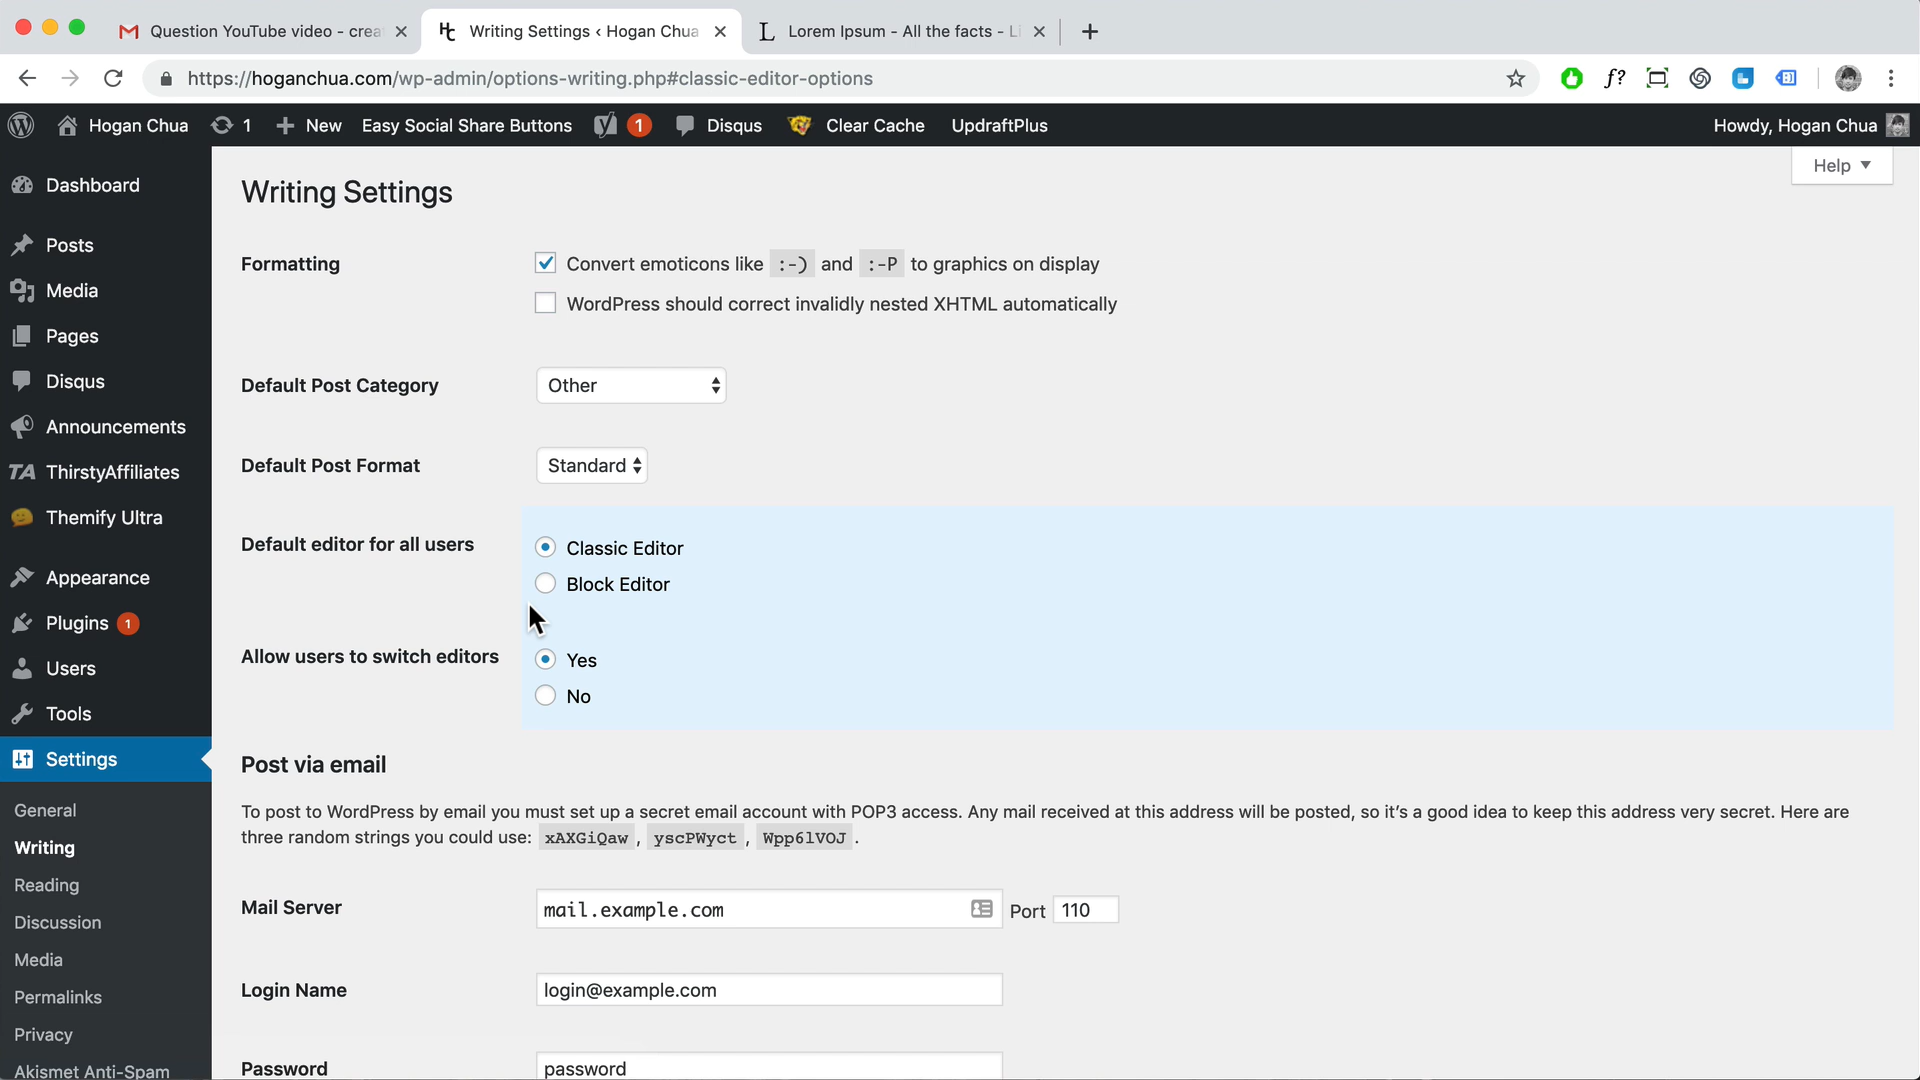 Question YouTube video - crea
Writing Settings ‹ Hogan Chua
Lorem Ipsum - All the facts - Li
https://hoganchua.com/wp-admin/options-writing.php#classic-editor-options
f?
Hogan Chua
1
New
Easy Social Share Buttons
1
Disqus
Clear Cache
UpdraftPlus
Howdy, Hogan Chua
Help
Dashboard
Posts
Media
Pages
Disqus
Announcements
TA ThirstyAffiliates
Themify Ultra
Appearance
Plugins 1
Users
Tools
Settings
General
Writing
Reading
Discussion
Media
Permalinks
Privacy
Akismet Anti-Spam
Writing Settings
Formatting
Convert emoticons like :-) and :-P to graphics on display
WordPress should correct invalidly nested XHTML automatically
Default Post Category
Other
Default Post Format
Standard
Default editor for all users
Classic Editor
Block Editor
Allow users to switch editors
Yes
No
Post via email
To post to WordPress by email you must set up a secret email account with POP3 access. Any mail received at this address will be posted, so it’s a good idea to keep this address very secret. Here are
three random strings you could use: xAXGiQaw , yscPWyct , Wpp6lVOJ .
Mail Server
mail.example.com
Port 110
Login Name
login@example.com
Password
password